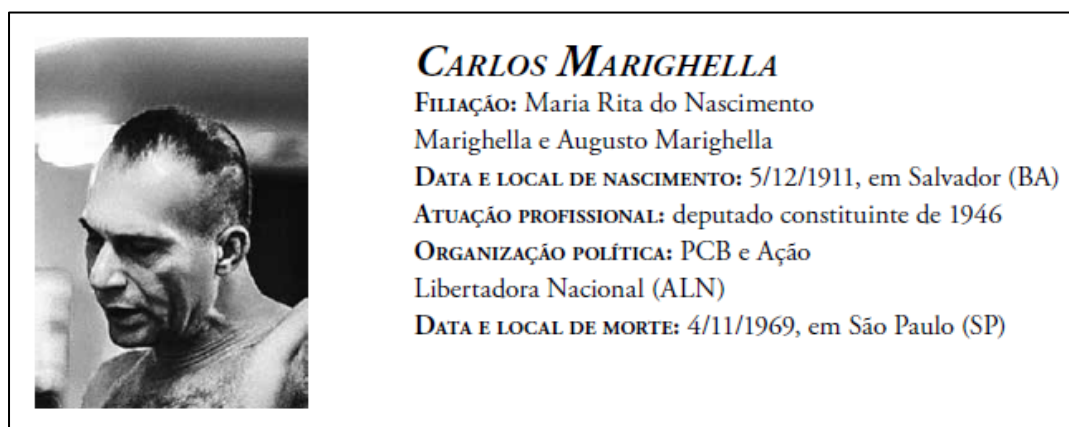 CARLOS MARIGHELLA
FILIAÇÃO: Maria Rita do Nascimento
Marighella e Augusto Marighella
DATA E LOCAL DE NASCIMENTO: 5/12/1911, em Salvador (BA)
ATUAÇÃO PROFISSIONAL: deputado constituinte de 1946
ORGANIZAÇÃO POLÍTICA: PCB e Ação
Libertadora Nacional (ALN)
DATA E LOCAL DE MORTE: 4/11/1969, em São Paulo (SP)